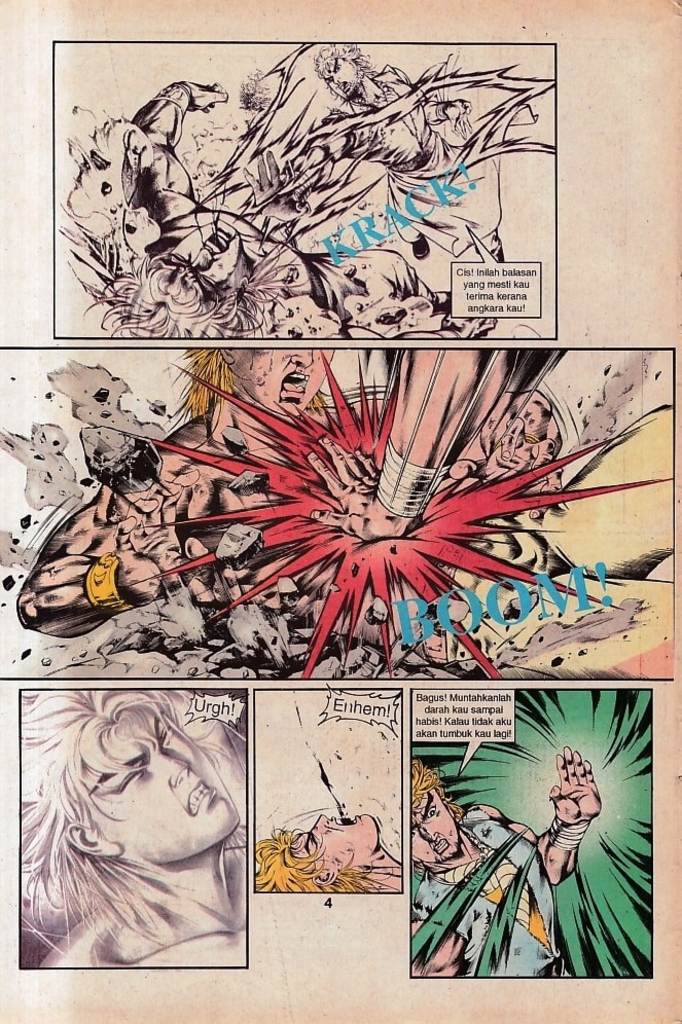 KRACK!
Cis! Inilah balasan
yang mesti kau
terima kerana
angkara kau!
BOOM!
Urgh!
Enhem!
Bagus! Muntahkanlah
darah kau sampai
habis! Kalau tidak aku
akan tumbuk kau lagi!
4